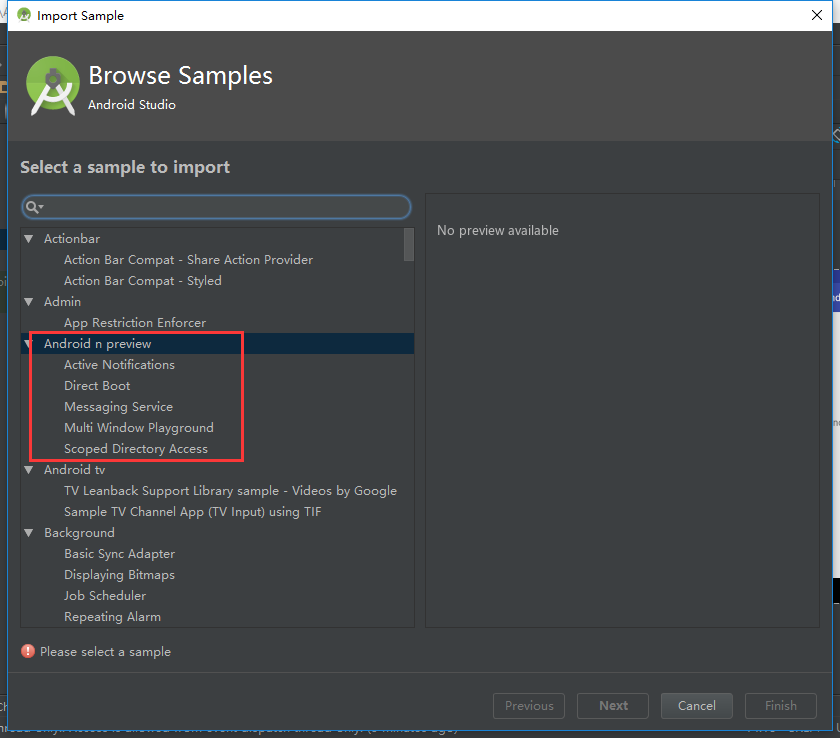 Import Sample
Browse Samples
Android Studio
Select a sample to import
Actionbar
Action Bar Compat - Share Action Provider
Action Bar Compat - Styled
Admin
App Restriction Enforcer
Android n preview
Active Notifications
Direct Boot
Messaging Service
Multi Window Playground
Scoped Directory Access
Android tv
TV Leanback Support Library sample - Videos by Google
Sample TV Channel App (TV Input) using TIF
Background
Basic Sync Adapter
Displaying Bitmaps
Job Scheduler
Repeating Alarm
No preview available
Please select a sample
Previous
Next
Cancel
Finish